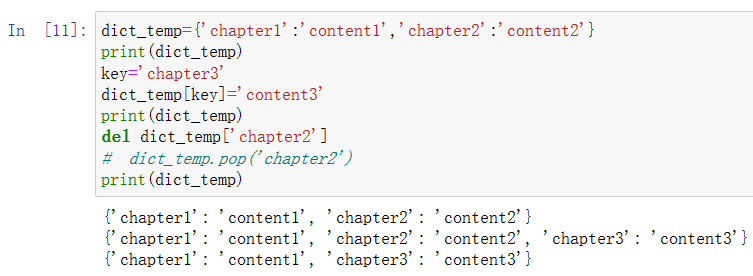 In [11]: dict_temp={'chapter1':'content1','chapter2':'content2'}
print(dict_temp)
key='chapter3'
dict_temp[key]='content3'
print(dict_temp)
del dict_temp['chapter2']
#  dict_temp.pop('chapter2')
print(dict_temp)
{'chapter1': 'content1', 'chapter2': 'content2'}
{'chapter1': 'content1', 'chapter2': 'content2', 'chapter3': 'content3'}
{'chapter1': 'content1', 'chapter3': 'content3'}